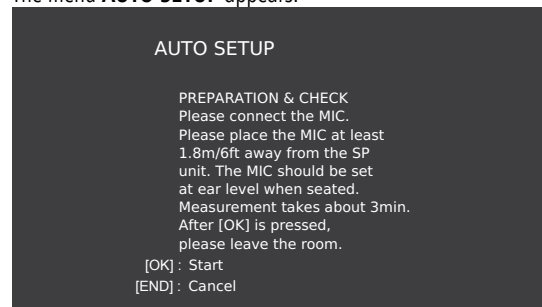 The menu AUTO SETUP appears.
AUTO SETUP
PREPARATION & CHECK
Please connect the MIC.
Please place the MIC at least
1.8m/6ft away from the SP
unit. The MIC should be set
at ear level when seated.
Measurement takes about 3min.
After [OK] is pressed,
please leave the room.
[OK] : Start
[END] : Cancel